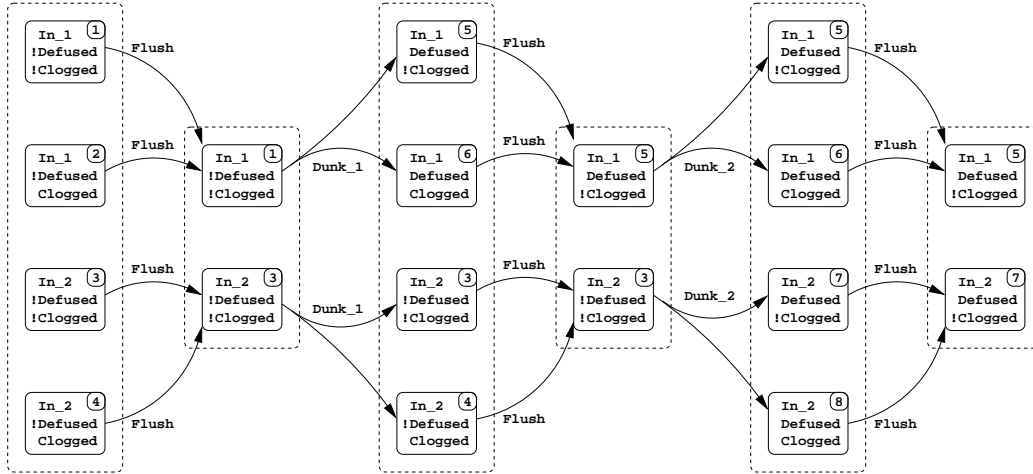 In_1 1
!Defused
!Clogged
In_1 2
!Defused
Clogged
In_2 3
!Defused
!Clogged
In_2 4
!Defused
Clogged
Flush
Flush
Flush
Flush
In_1 1
!Defused
!Clogged
In_2 3
!Defused
!Clogged
Dunk_1
Dunk_1
In_1 5
Defused
!Clogged
In_1 6
Defused
Clogged
In_2 3
!Defused
!Clogged
In_2 4
!Defused
Clogged
Flush
Flush
Flush
Flush
In_1 5
Defused
!Clogged
In_2 3
!Defused
!Clogged
Dunk_2
Dunk_2
In_1 5
Defused
!Clogged
In_1 6
Defused
Clogged
In_2 7
Defused
!Clogged
In_2 8
Defused
Clogged
Flush
Flush
Flush
Flush
In_1 5
Defused
!Clogged
In_2 7
Defused
!Clogged